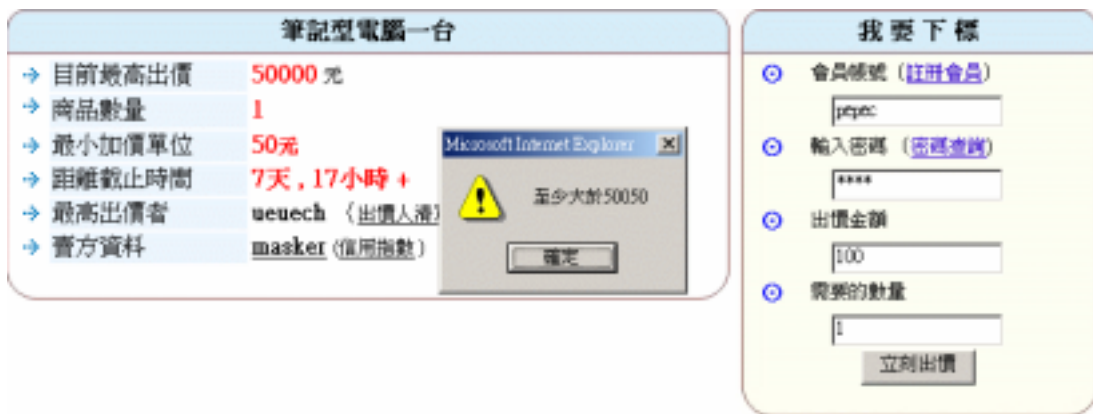 筆記型電腦一台
目前最高出價 50000 元
商品數量 1
最小加價單位 50元
距離截止時間 7天 , 17小時 +
最高出價者 ueuech (出價人清
賣方資料 masker (信用指數)
Microsoft Internet Explorer
至少大於50050
確定
我要下標
會員帳號 (註冊會員)
pepec
輸入密碼 (密碼查詢)
****
出價金額
100
需要的數量
1
立刻出價